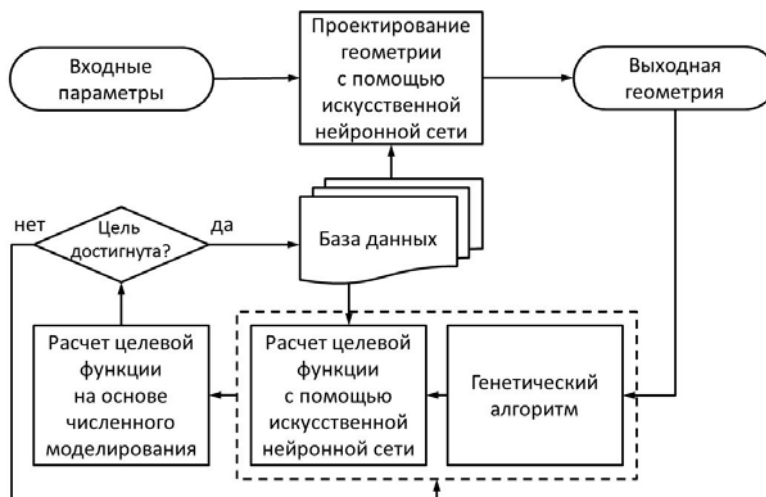 Входные
параметры
Проектирование
геометрии
с помощью
искусственной
нейронной сети
Выходная
геометрия
нет
Цель
достигнута?
да
База данных
Расчет целевой
функции
на основе
численного
моделирования
Расчет целевой
функции
с помощью
искусственной
нейронной сети
Генетический
алгоритм